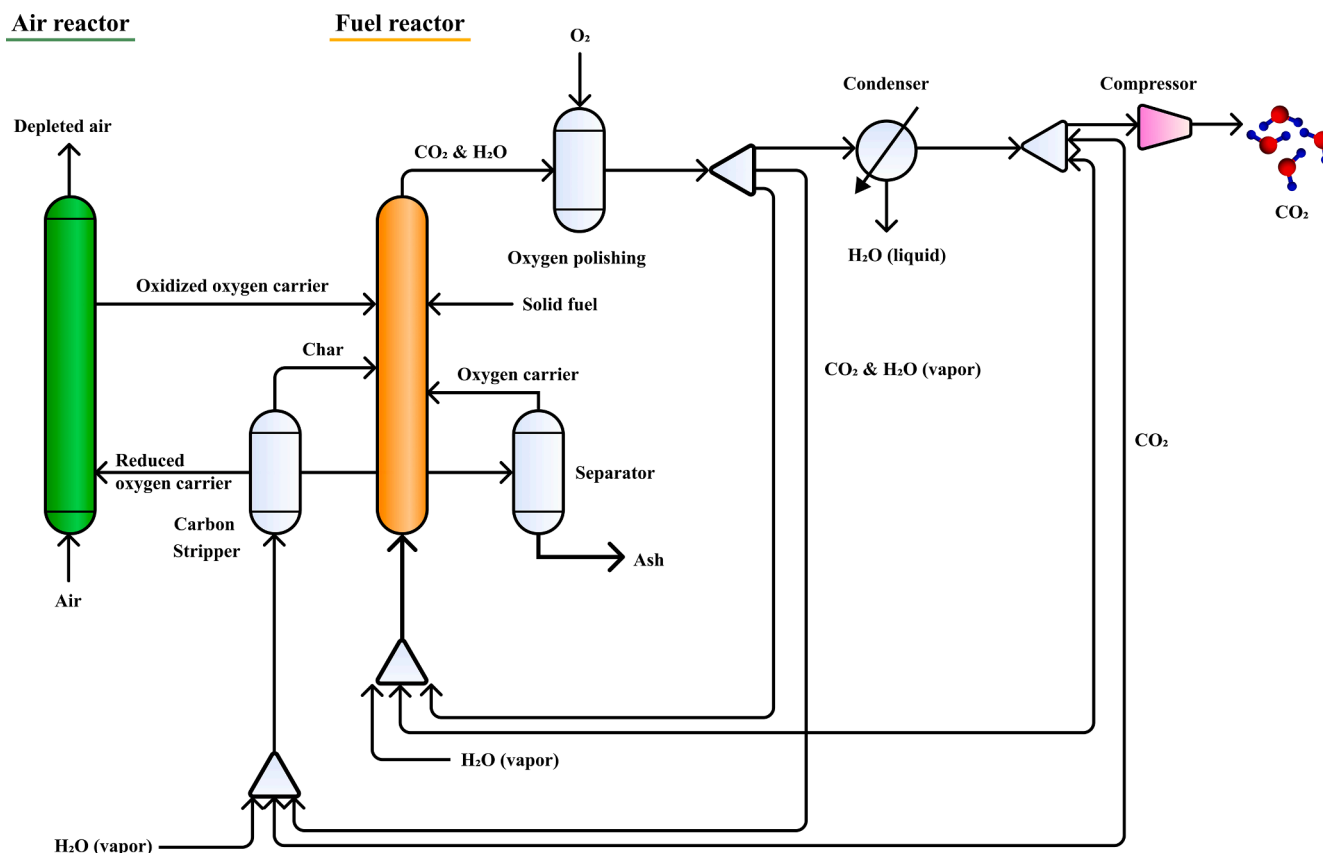 Air reactor
Fuel reactor
O₂
Condenser
Compressor
Depleted air
CO₂ & H₂O
CO₂
Oxygen polishing
H₂O (liquid)
Oxidized oxygen carrier
Solid fuel
Char
Oxygen carrier
CO₂ & H₂O (vapor)
CO₂
Reduced
oxygen carrier
Separator
Carbon
Stripper
Ash
Air
H₂O (vapor)
H₂O (vapor)